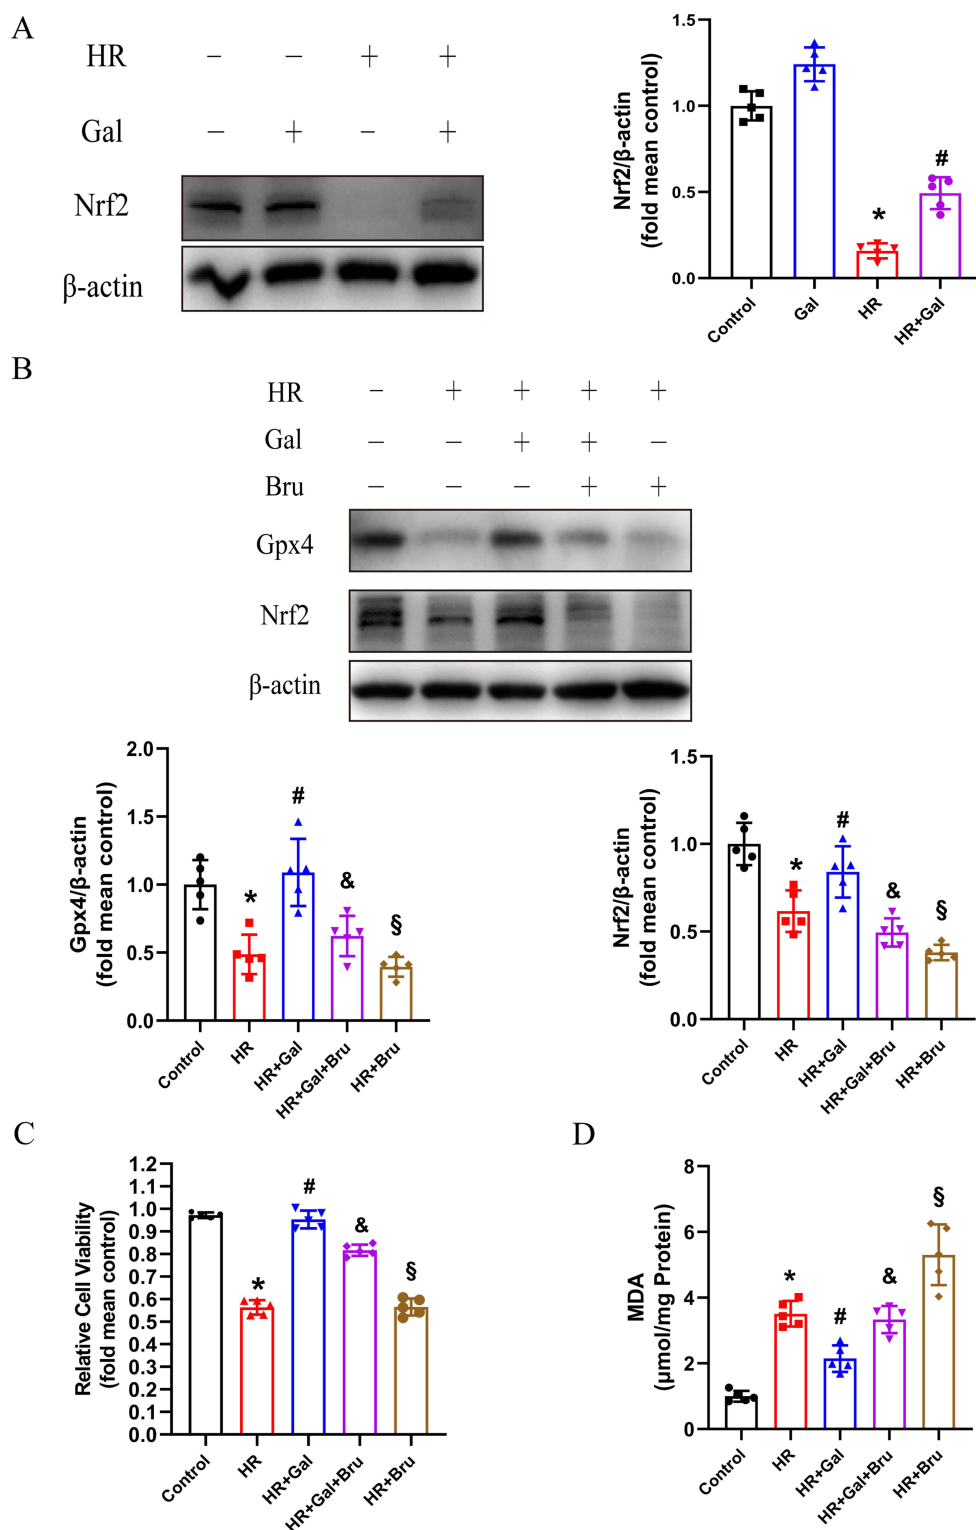 A
HR − − + +
Gal − + − +
Nrf2
β-actin
Nrf2/β-actin
(fold mean control)
1.5
1.0
0.5
0.0
*
#
Control
Gal
HR
HR+Gal
B
HR − + + + +
Gal − − + + −
Bru − − − + +
Gpx4
Nrf2
β-actin
Gpx4/β-actin
(fold mean control)
2.0
1.5
1.0
0.5
0.0
*
#
&
§
Control
HR
HR+Gal
HR+Gal+Bru
HR+Bru
Nrf2/β-actin
(fold mean control)
1.5
1.0
0.5
0.0
*
#
&
§
Control
HR
HR+Gal
HR+Gal+Bru
HR+Bru
C
Relative Cell Viability
(fold mean control)
1.2
1.1
1.0
0.9
0.8
0.7
0.6
0.5
0.4
0.3
0.2
0.1
0.0
*
#
&
§
Control
HR
HR+Gal
HR+Gal+Bru
HR+Bru
D
MDA
(μmol/mg Protein)
8
6
4
2
0
*
#
&
§
Control
HR
HR+Gal
HR+Gal+Bru
HR+Bru